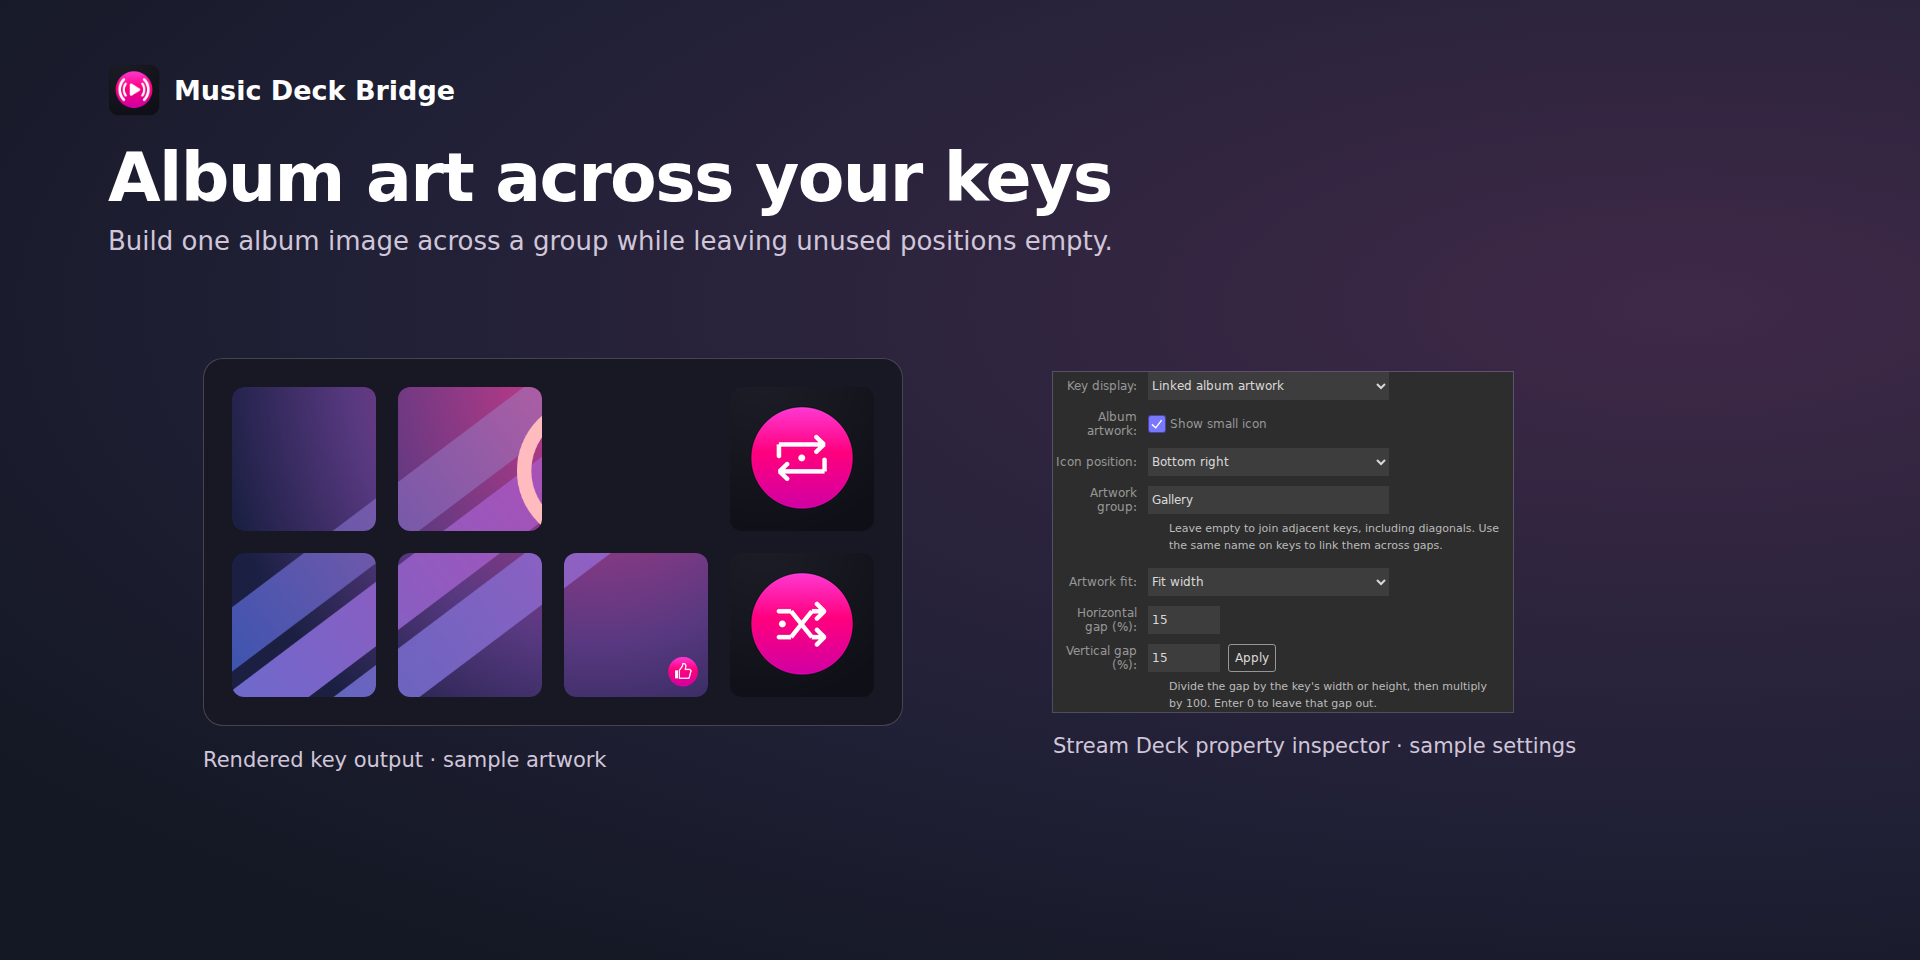 Music Deck Bridge
Album art across your keys
Build one album image across a group while leaving unused positions empty.
Rendered key output · sample artwork
Key display:
Linked album artwork
Album
artwork:
Show small icon
Icon position:
Bottom right
Artwork
group:
Gallery
Leave empty to join adjacent keys, including diagonals. Use
the same name on keys to link them across gaps.
Artwork fit:
Fit width
Horizontal
gap (%):
15
Vertical gap
(%):
15
Apply
Divide the gap by the key's width or height, then multiply
by 100. Enter 0 to leave that gap out.
Stream Deck property inspector · sample settings